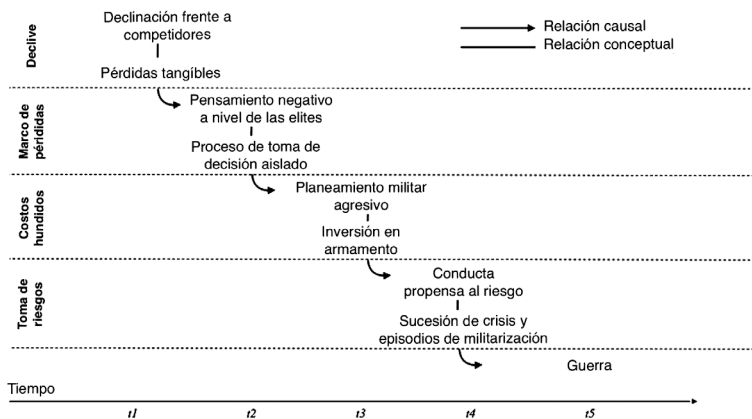 Declive
Declinación frente a
competidores
Pérdidas tangíbles
Relación causal
Relación conceptual
Marco de
pérididas
Pensamiento negativo
a nivel de las elites
Proceso de toma de
decisión aislado
Costos
hundidos
Planeamiento militar
agresivo
Inversión en
armamento
Toma de
riesgos
Conducta
propensa al riesgo
Sucesión de crisis y
episodios de militarización
Guerra
Tiempo
t1
t2
t3
t4
t5